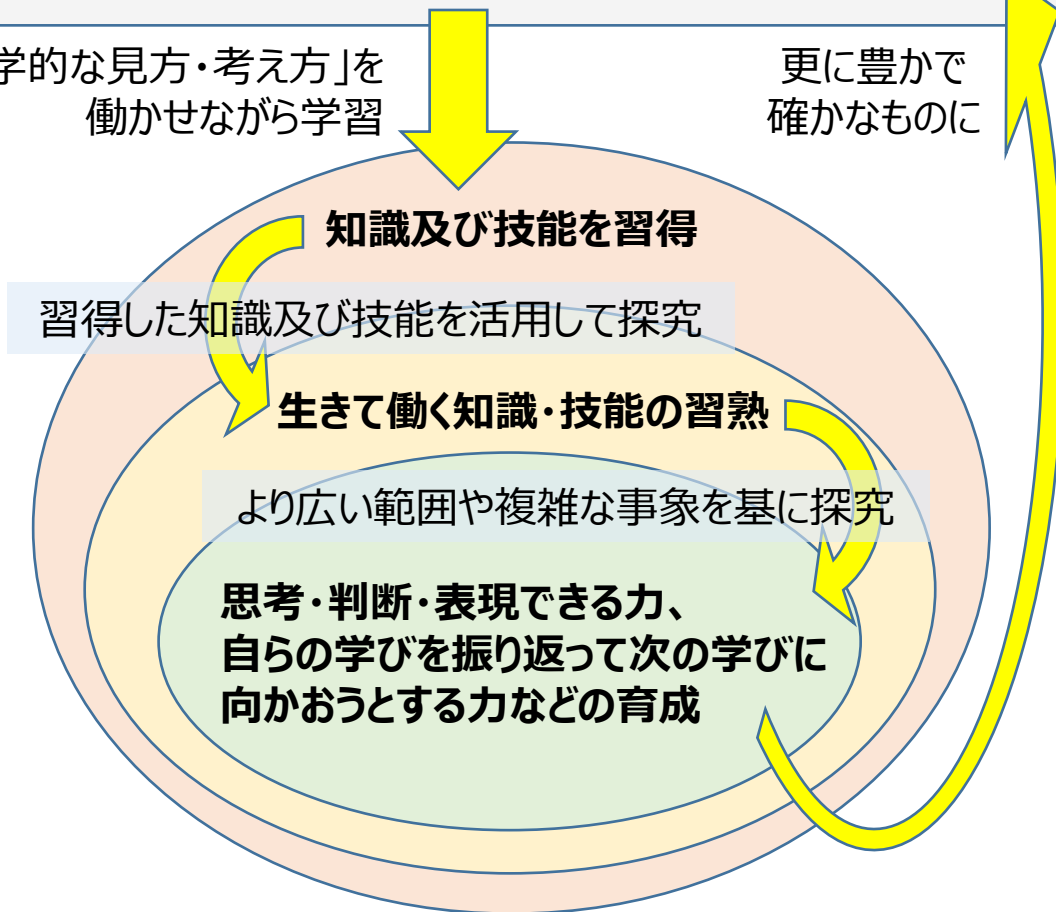 学的な見方・考え方」を
働かせながら学習
更に豊かで
確かなものに
知識及び技能を習得
習得した知識及び技能を活用して探究
生きて働く知識・技能の習熟
より広い範囲や複雑な事象を基に探究
思考・判断・表現できる力、
自らの学びを振り返って次の学びに
向かおうとする力などの育成